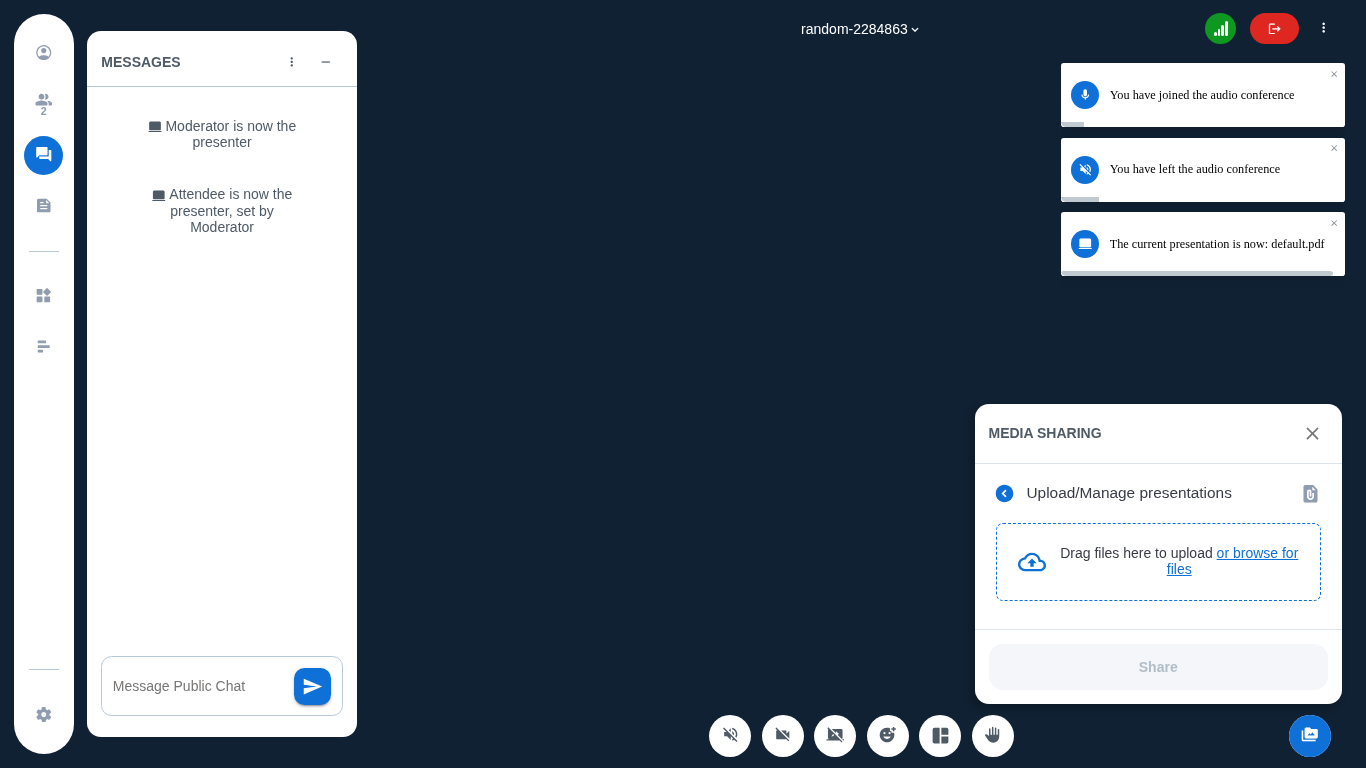 random-2284863
2
MESSAGES
Moderator is now the
presenter
Attendee is now the
presenter, set by
Moderator
Message Public Chat
You have joined the audio conference
You have left the audio conference
The current presentation is now: default.pdf
MEDIA SHARING
Upload/Manage presentations
Drag files here to upload or browse for
files
Share